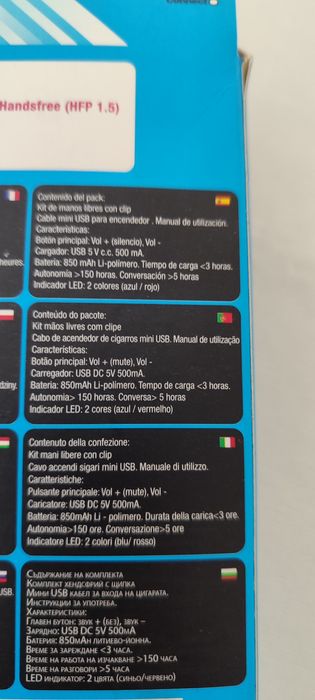 Handsfree (HFP 1.5)
Contenido del pack:
Kit de manos libres con clip
Cable mini USB para encendedor . Manual de utilización.
Características:
Botón principal: Vol + (silencio), Vol -
Cargador: USB 5 V c.c. 500 mA.
heures. Batería: 850 mAh Li-polímero. Tiempo de carga <3 horas.
Autonomía >150 horas. Conversación >5 horas
Indicador LED: 2 colores (azul / rojo)
Conteúdo do pacote:
Kit mãos livres com clipe
Cabo de acendedor de cigarros mini USB. Manual de utilização
Características:
Botão principal: Vol + (mute), Vol -
Carregador: USB DC 5V 500mA.
dziny. Bateria: 850mAh Li-polímero. Tempo de carga <3 horas.
Autonomia> 150 horas. Conversa> 5 horas
Indicador LED: 2 cores (azul / vermelho)
Contenuto della confezione:
Kit mani libere con clip
Cavo accendi sigari mini USB. Manuale di utilizzo.
Caratteristiche:
Pulsante principale: Vol + (mute), Vol -
Caricatore: USB DC 5V 500mA.
Batteria: 850mAh Li - polimero. Durata della carica<3 ore.
Autonomia>150 ore. Conversazione>5 ore
Indicatore LED: 2 colori (blu/ rosso)
Съдържание на комплекта
Комплект хендсфрий с щипка
USB. Мини USB кабел за входа на цигарата.
Инструкции за употреба.
Характеристики:
Главен бутон: звук + (без), звук –
Зарядно: USB DC 5V 500mA
Батерия: 850mAh литиево-йонна.
Време за зареждане <3 часа.
Време на работа на изчакване >150 часа
Време на разговори >5 часа
LED индикатор: 2 цвята (синьо/червено)